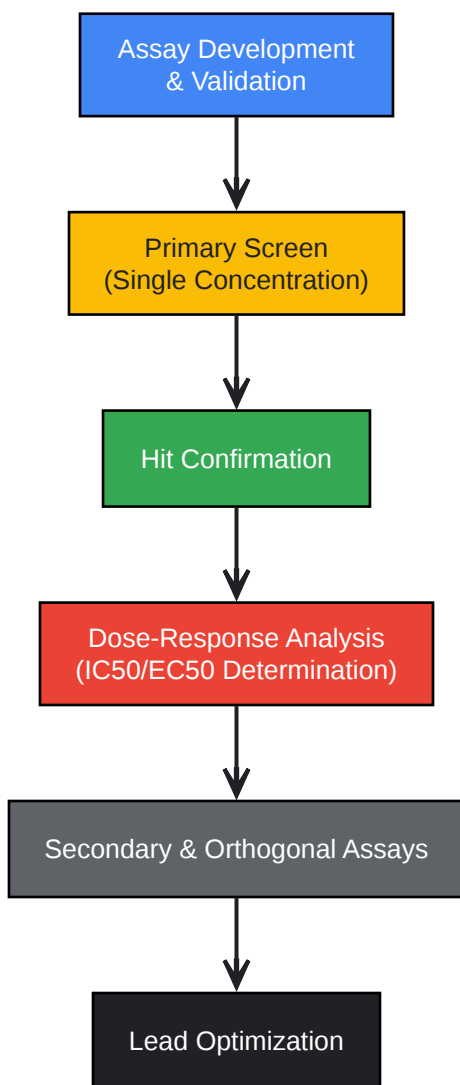 Assay Development
& Validation
Primary Screen
(Single Concentration)
Hit Confirmation
Dose-Response Analysis
(IC50/EC50 Determination)
Secondary & Orthogonal Assays
Lead Optimization